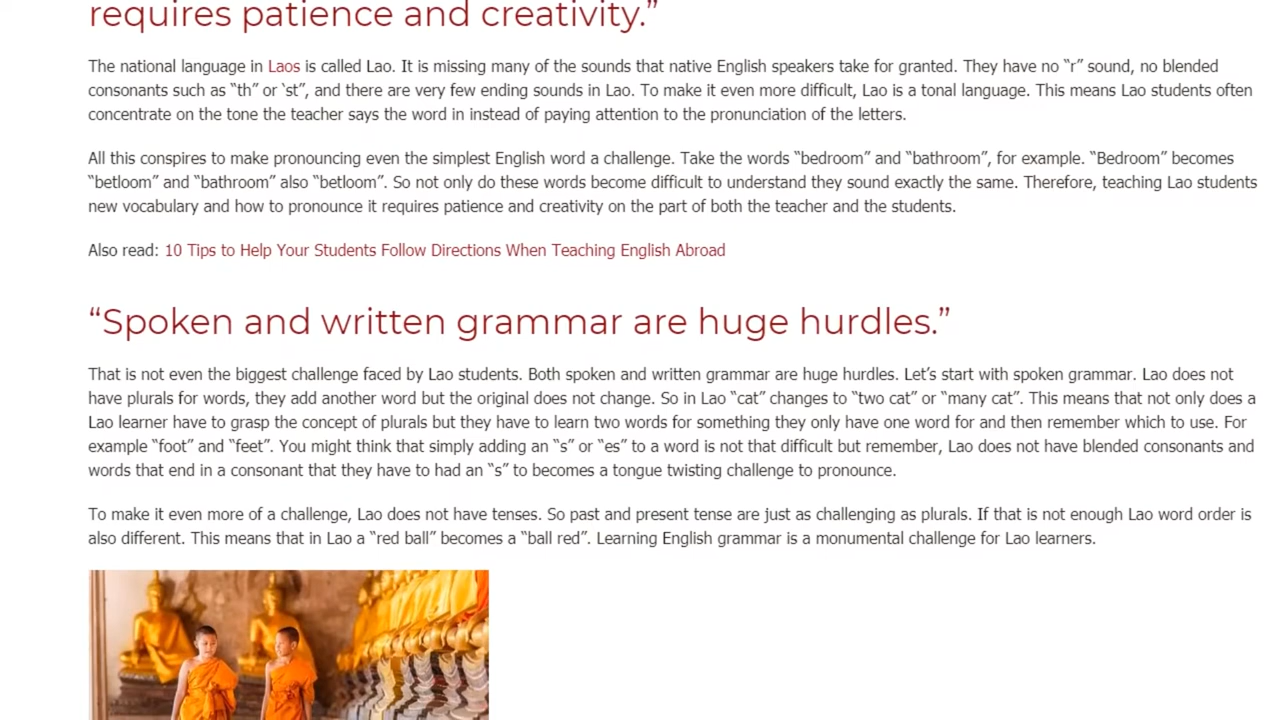 requires patience and creativity.”
The national language in Laos is called Lao. It is missing many of the sounds that native English speakers take for granted. They have no “r” sound, no blended
consonants such as “th” or ‘st”, and there are very few ending sounds in Lao. To make it even more difficult, Lao is a tonal language. This means Lao students often
concentrate on the tone the teacher says the word in instead of paying attention to the pronunciation of the letters.
All this conspires to make pronouncing even the simplest English word a challenge. Take the words “bedroom” and “bathroom”, for example. “Bedroom” becomes
“betloom” and “bathroom” also “betloom”. So not only do these words become difficult to understand they sound exactly the same. Therefore, teaching Lao students
new vocabulary and how to pronounce it requires patience and creativity on the part of both the teacher and the students.
Also read: 10 Tips to Help Your Students Follow Directions When Teaching English Abroad
“Spoken and written grammar are huge hurdles.”
That is not even the biggest challenge faced by Lao students. Both spoken and written grammar are huge hurdles. Let’s start with spoken grammar. Lao does not
have plurals for words, they add another word but the original does not change. So in Lao “cat” changes to “two cat” or “many cat”. This means that not only does a
Lao learner have to grasp the concept of plurals but they have to learn two words for something they only have one word for and then remember which to use. For
example “foot” and “feet”. You might think that simply adding an “s” or “es” to a word is not that difficult but remember, Lao does not have blended consonants and
words that end in a consonant that they have to had an “s” to becomes a tongue twisting challenge to pronounce.
To make it even more of a challenge, Lao does not have tenses. So past and present tense are just as challenging as plurals. If that is not enough Lao word order is
also different. This means that in Lao a “red ball” becomes a “ball red”. Learning English grammar is a monumental challenge for Lao learners.